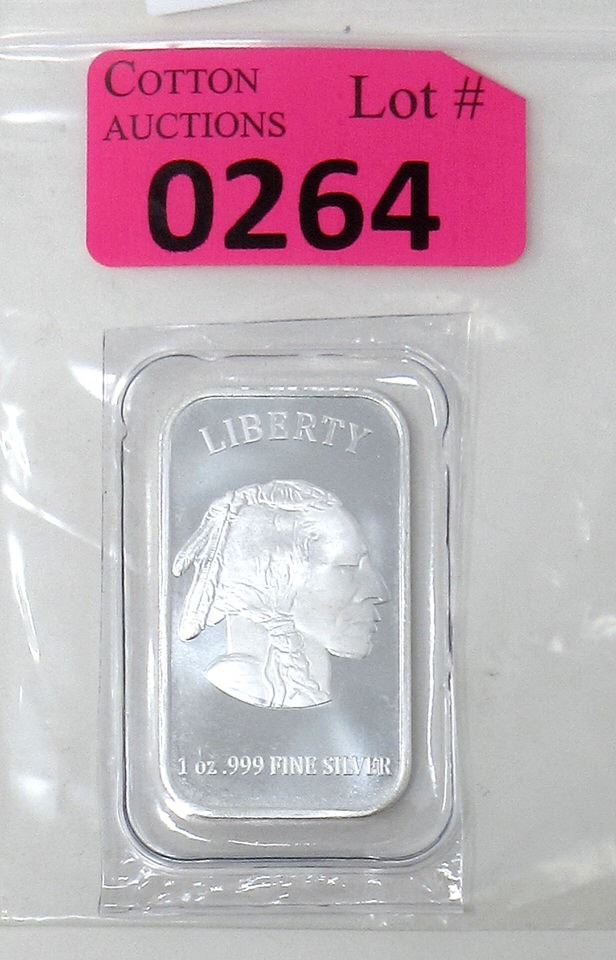 COTTON
AUCTIONS
Lot #
0264
LIBERTY
1 oz .999 FINE SILVER